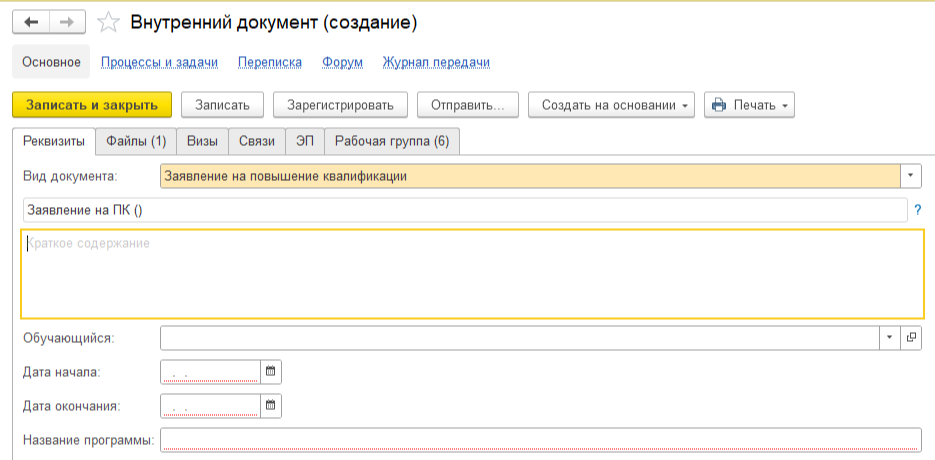 Внутренний документ (создание)
Основное Процессы и задачи Переписка Форум Журнал передачи
Записать и закрыть Записать Зарегистрировать Отправить... Создать на основании Печать
Реквизиты Файлы (1) Визы Связи ЭП Рабочая группа (6)
Вид документа: Заявление на повышение квалификации
Заявление на ПК () ?
Краткое содержание
Обучающийся:
Дата начала: . .
Дата окончания: . .
Название программы: